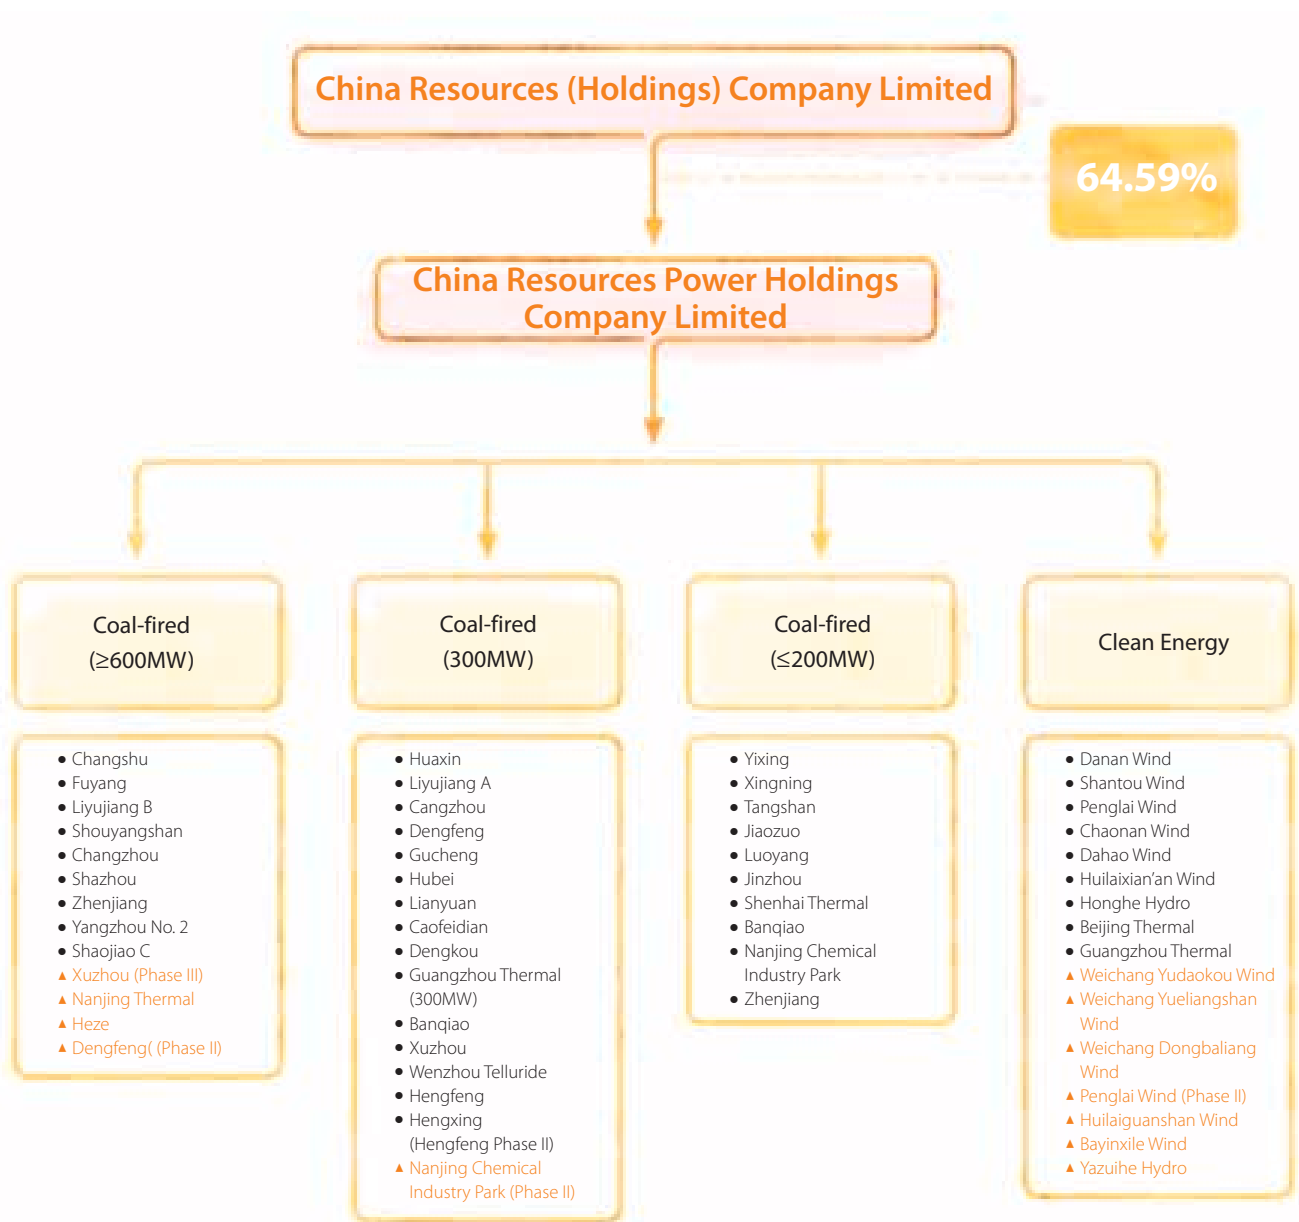 China Resources (Holdings) Company Limited
64.59%
China Resources Power Holdings
Company Limited
Coal-fired
(≥600MW)
• Changshu
• Fuyang
• Liyujiang B
• Shouyangshan
• Changzhou
• Shazhou
• Zhenjiang
• Yangzhou No. 2
• Shaojiao C
▲ Xuzhou (Phase III)
▲ Nanjing Thermal
▲ Heze
▲ Dengfeng( (Phase II)
Coal-fired
(300MW)
• Huaxin
• Liyujiang A
• Cangzhou
• Dengfeng
• Gucheng
• Hubei
• Lianyuan
• Caofeidian
• Dengkou
• Guangzhou Thermal
(300MW)
• Banqiao
• Xuzhou
• Wenzhou Telluride
• Hengfeng
• Hengxing
(Hengfeng Phase II)
▲ Nanjing Chemical
Industry Park (Phase II)
Coal-fired
(≤200MW)
• Yixing
• Xingning
• Tangshan
• Jiaozuo
• Luoyang
• Jinzhou
• Shenhai Thermal
• Banqiao
• Nanjing Chemical
Industry Park
• Zhenjiang
Clean Energy
• Danan Wind
• Shantou Wind
• Penglai Wind
• Chaonan Wind
• Dahao Wind
• Huilaixian’an Wind
• Honghe Hydro
• Beijing Thermal
• Guangzhou Thermal
▲ Weichang Yudaokou Wind
▲ Weichang Yueliangshan
Wind
▲ Weichang Dongbaliang
Wind
▲ Penglai Wind (Phase II)
▲ Huilaiguanshan Wind
▲ Bayinxile Wind
▲ Yazuihe Hydro